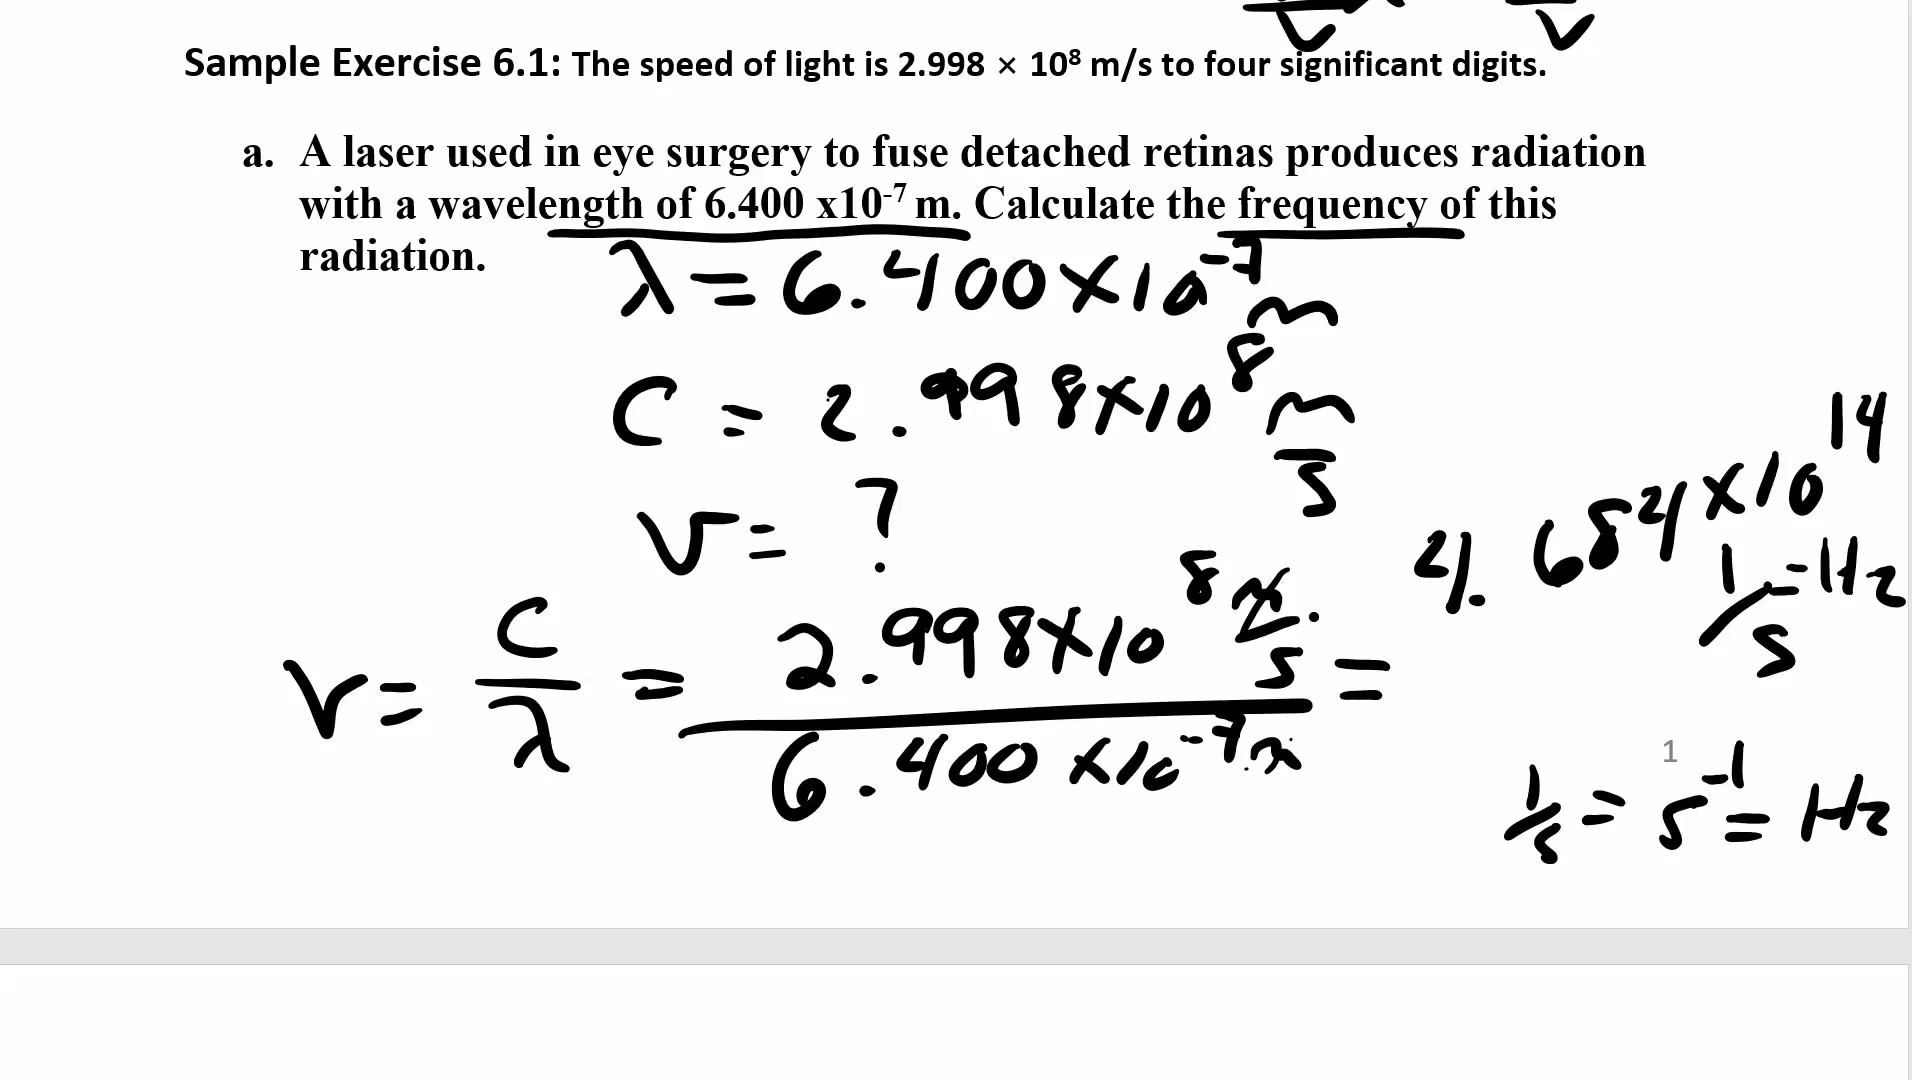 Sample Exercise 6.1: The speed of light is 2.998 × 10⁸ m/s to four significant digits.
a. A laser used in eye surgery to fuse detached retinas produces radiation
with a wavelength of 6.400 x10⁻⁷ m. Calculate the frequency of this
radiation.
λ = 6.400 × 10⁻⁷ m
C = 2.998 × 10⁸ m/s
ν = ?
ν = C/λ = 2.998 × 10⁸ m/s / 6.400 × 10⁻⁷ m = 4.684 × 10¹⁴ 1/s = Hz
1
1/s = s⁻¹ = Hz